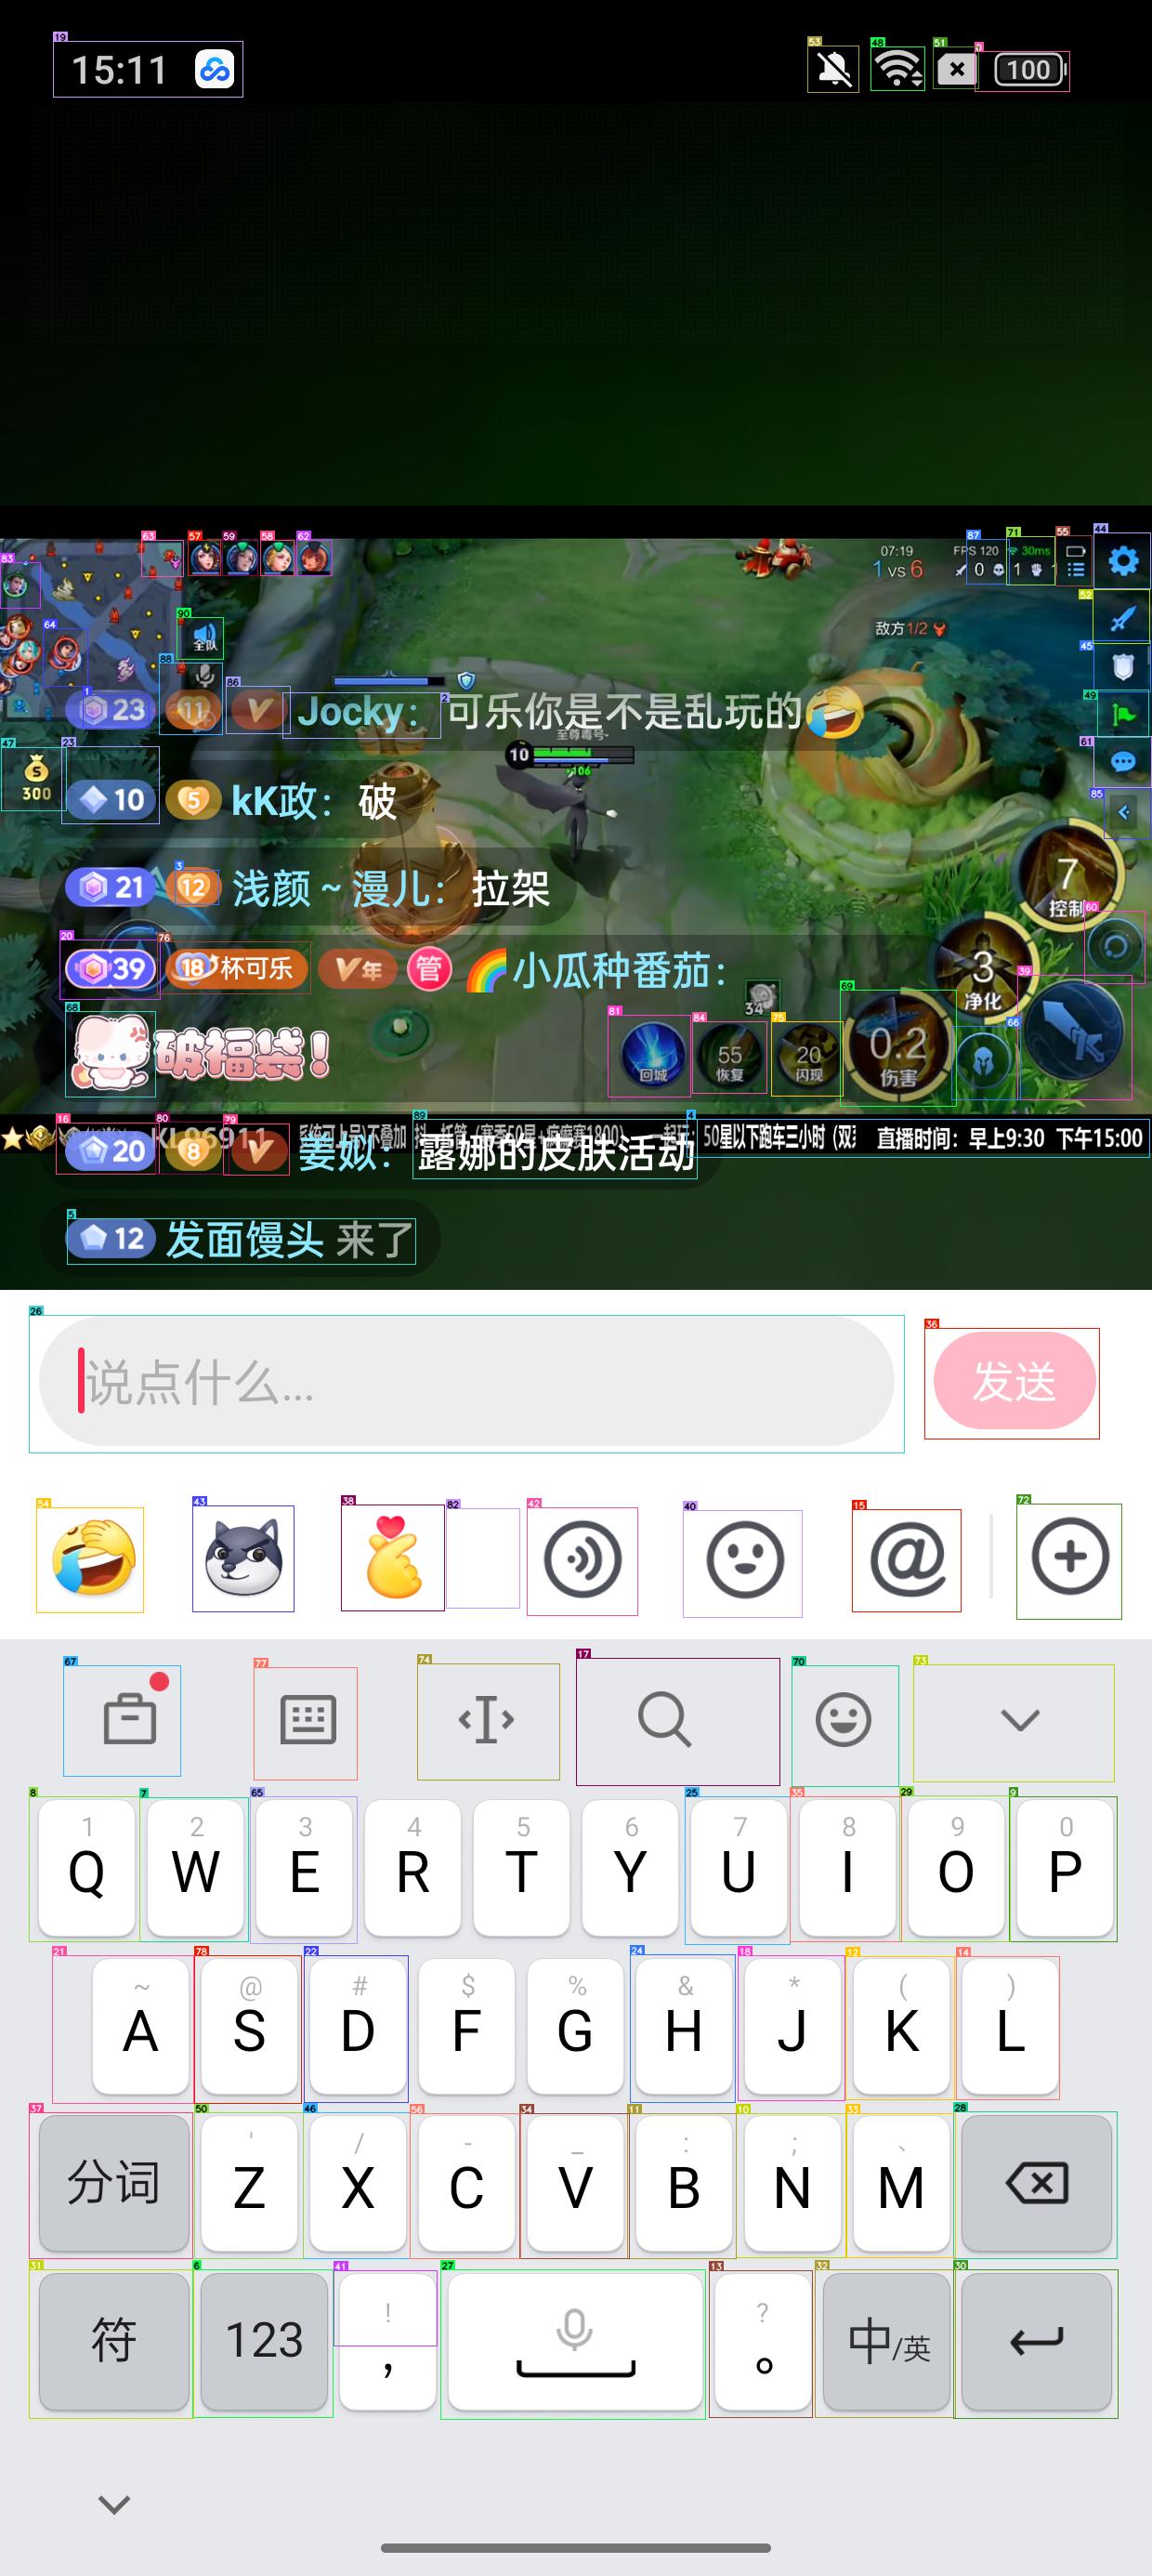 15:11
100
07:19
FPS 120
30ms
1 VS 6
0
1
敌方1/2
全队
23
11
V
Jocky：可乐你是不是乱玩的
至尊毒号-
10
106
300
10
5
kK政：破
7
控制
21
12
浅颜～漫儿：拉架
39
18
杯可乐
V年
管
小瓜种番茄：
3
净化
34
破福袋！
回城
55
恢复
20
闪现
0.2
伤害
20
8
V
姜姒：露娜的皮肤活动
50星以下跑车三小时
直播时间：早上9:30 下午15:00
12
发面馒头 来了
说点什么...
发送
1 2 3 4 5 6 7 8 9 0
Q W E R T Y U I O P
~ @ # $ % & * ( )
A S D F G H J K L
' / - _ : ; 、
分词 Z X C V B N M
! ?
符 123 ， 。 中/英